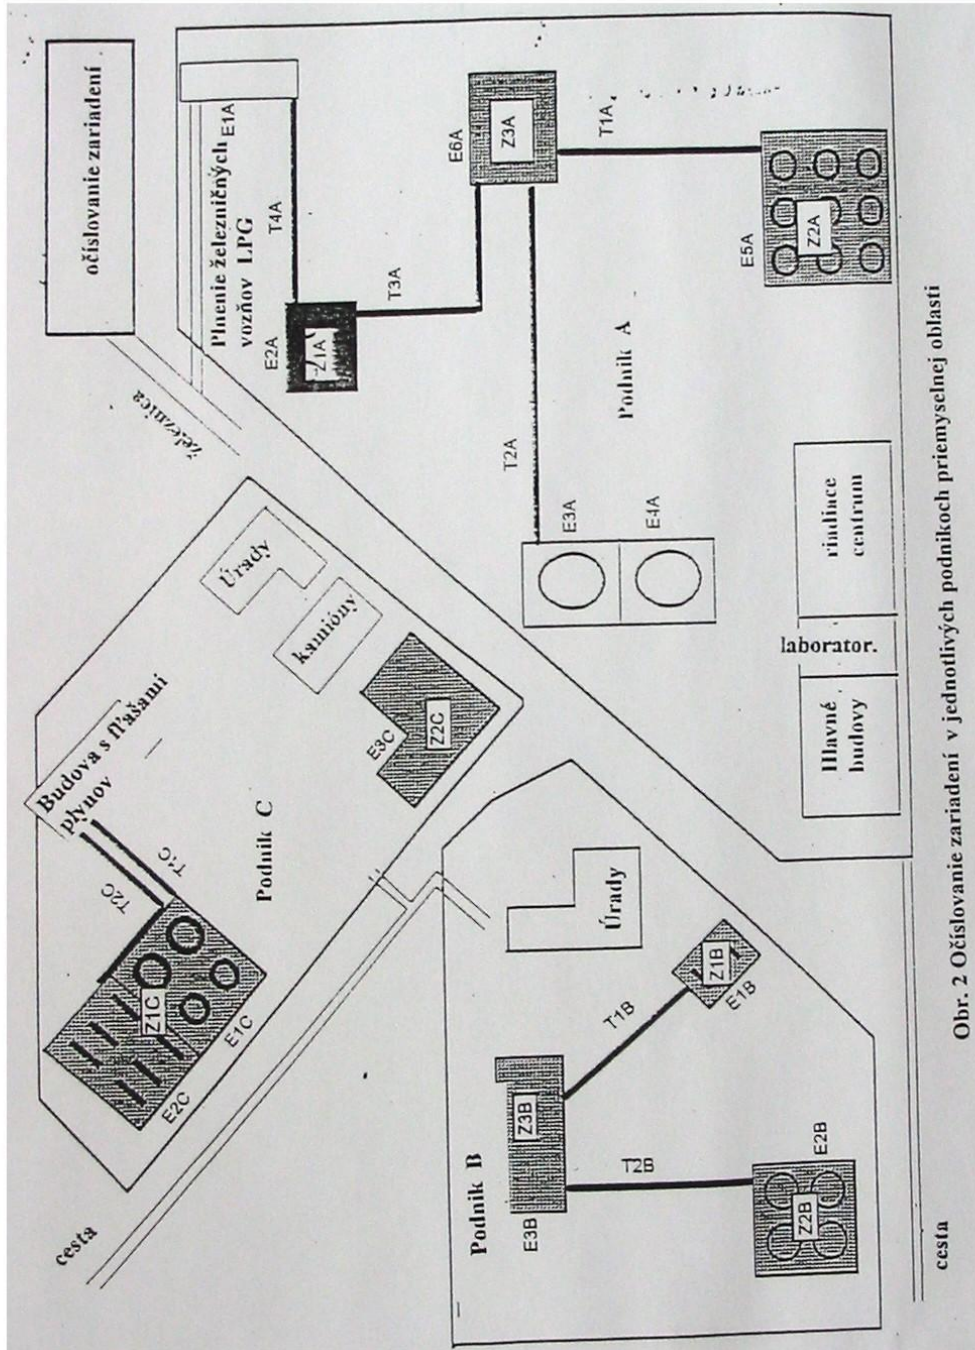 očíslovanie zariadení
Plnenie železničných
vozňov LPG
E1A
T4A
E2A
Z1A
T3A
E6A
Z3A
T1A
E5A
Z2A
Podnik A
T2A
E3A
E4A
železnica
riadiace
centrum
laborator.
Hlavné
budovy
Úrady
kamióny
E3C
Z2C
Budova s fľašami
plynov
Podnik C
T1C
T2C
Z1C
E1C
E2C
cesta
Podnik B
Úrady
Z1B
E1B
T1B
Z3B
E3B
T2B
E2B
Z2B
cesta
Obr. 2 Očíslovanie zariadení v jednotlivých podnikoch priemyselnej oblasti